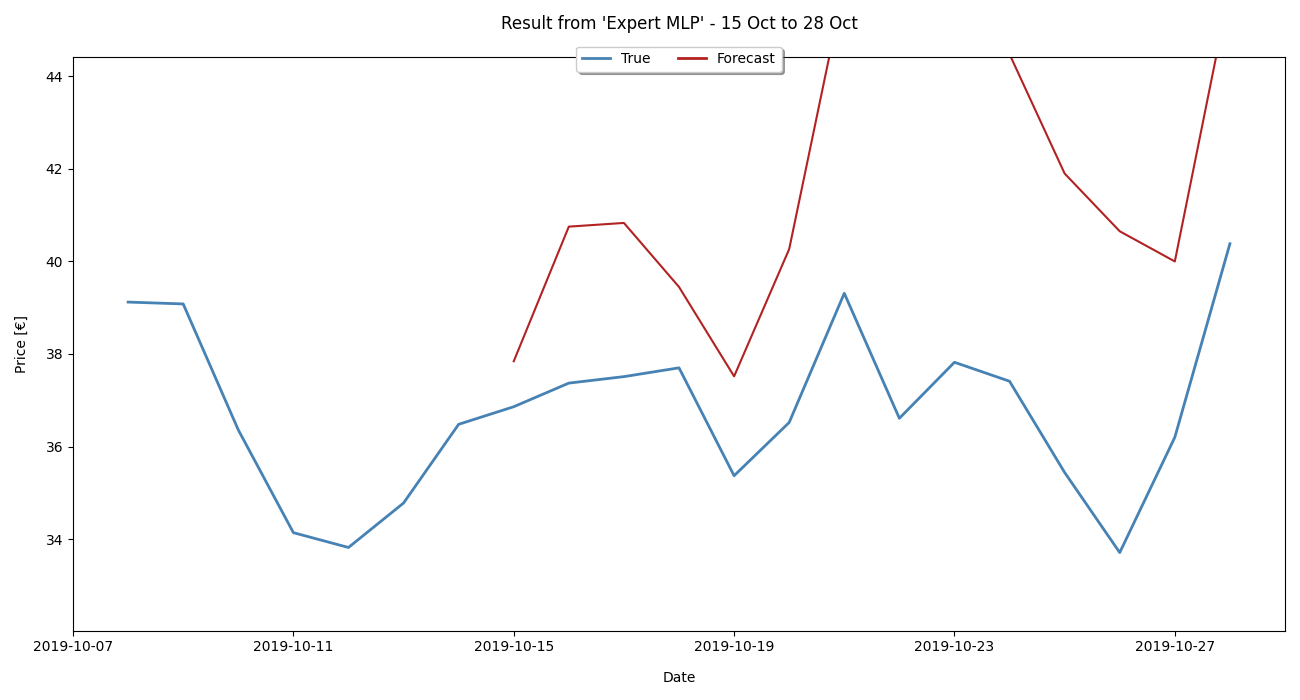 Result from 'Expert MLP' - 15 Oct to 28 Oct
True
Forecast
44
42
40
38
36
34
Price [€]
2019-10-07
2019-10-11
2019-10-15
2019-10-19
2019-10-23
2019-10-27
Date